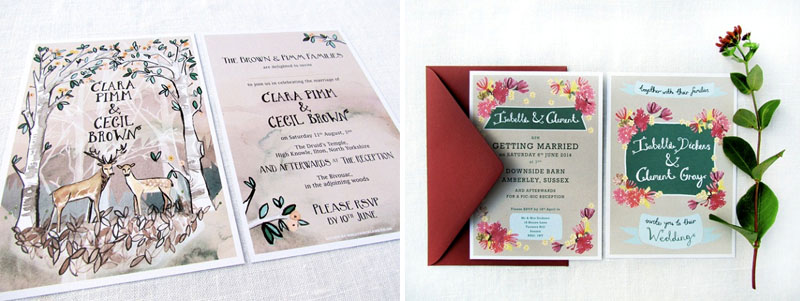 CLARA
PIMM
&
CECIL
BROWN
THE BROWN & PIMM FAMILIES
are delighted to invite
to join us in celebrating the marriage of
CLARA PIMM
&
CECIL BROWN
on Saturday 11th August, 2012
The Druid's Temple,
High Knowle, Ilton, North Yorkshire
AND AFTERWARDS AT THE RECEPTION
The Bivouac,
in the adjoining woods
PLEASE RSVP
BY 10TH JUNE.
Isabelle & Clement
ARE
GETTING MARRIED
ON SATURDAY 6th JUNE 2014
AT
DOWNSIDE BARN
AMBERLEY, SUSSEX
AND AFTERWARDS
FOR A PIC-NIC RECEPTION
together with their families
Isabelle Dickens
&
Clement Gray
invite you to their
Wedding